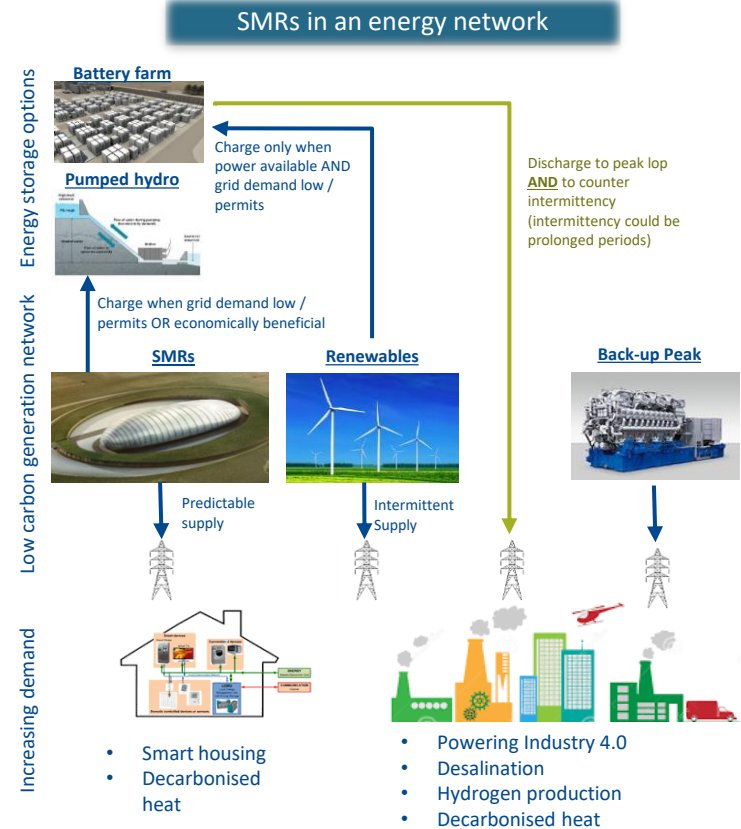 SMRs in an energy network
Energy storage options
Battery farm
Charge only when
power available AND
grid demand low /
permits
Pumped hydro
Discharge to peak lop
AND to counter
intermittency
(intermittency could be
prolonged periods)
Low carbon generation network
Charge when grid demand low /
permits OR economically beneficial
SMRs
Renewables
Back-up Peak
Predictable
supply
Intermittent
Supply
Increasing demand
ENERGY
COMMUNICATION
• Smart housing
• Decarbonised
heat
• Powering Industry 4.0
• Desalination
• Hydrogen production
• Decarbonised heat